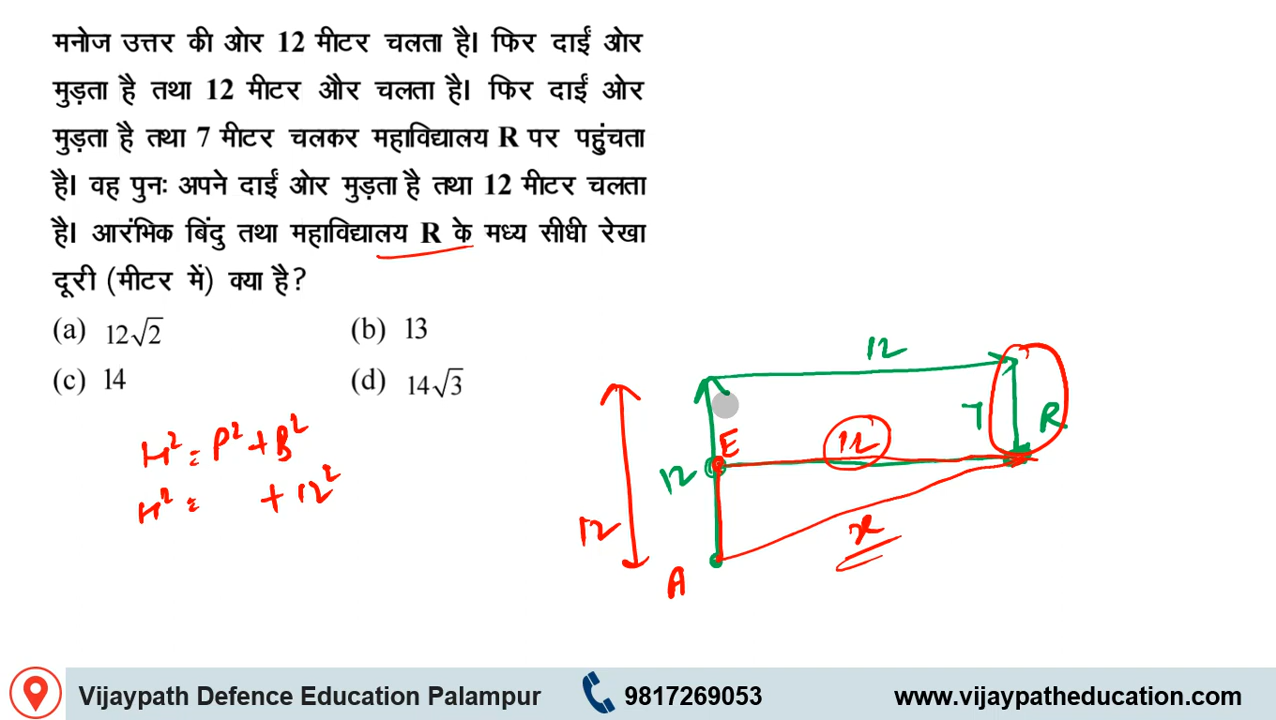 मनोज उत्तर की ओर 12 मीटर चलता है। फिर दाईं ओर
मुड़ता है तथा 12 मीटर और चलता है। फिर दाईं ओर
मुड़ता है तथा 7 मीटर चलकर महाविद्यालय R पर पहुंचता
है। वह पुनः अपने दाईं ओर मुड़ता है तथा 12 मीटर चलता
है। आरंभिक बिंदु तथा महाविद्यालय R के मध्य सीधी रेखा
दूरी (मीटर में) क्या है?
(a) 12√2 (b) 13
(c) 14 (d) 14√3
H² = P² + B²
H² = + 12²
12
7 R
E 12
12
12
x
A
Vijaypath Defence Education Palampur 9817269053 www.vijaypatheducation.com